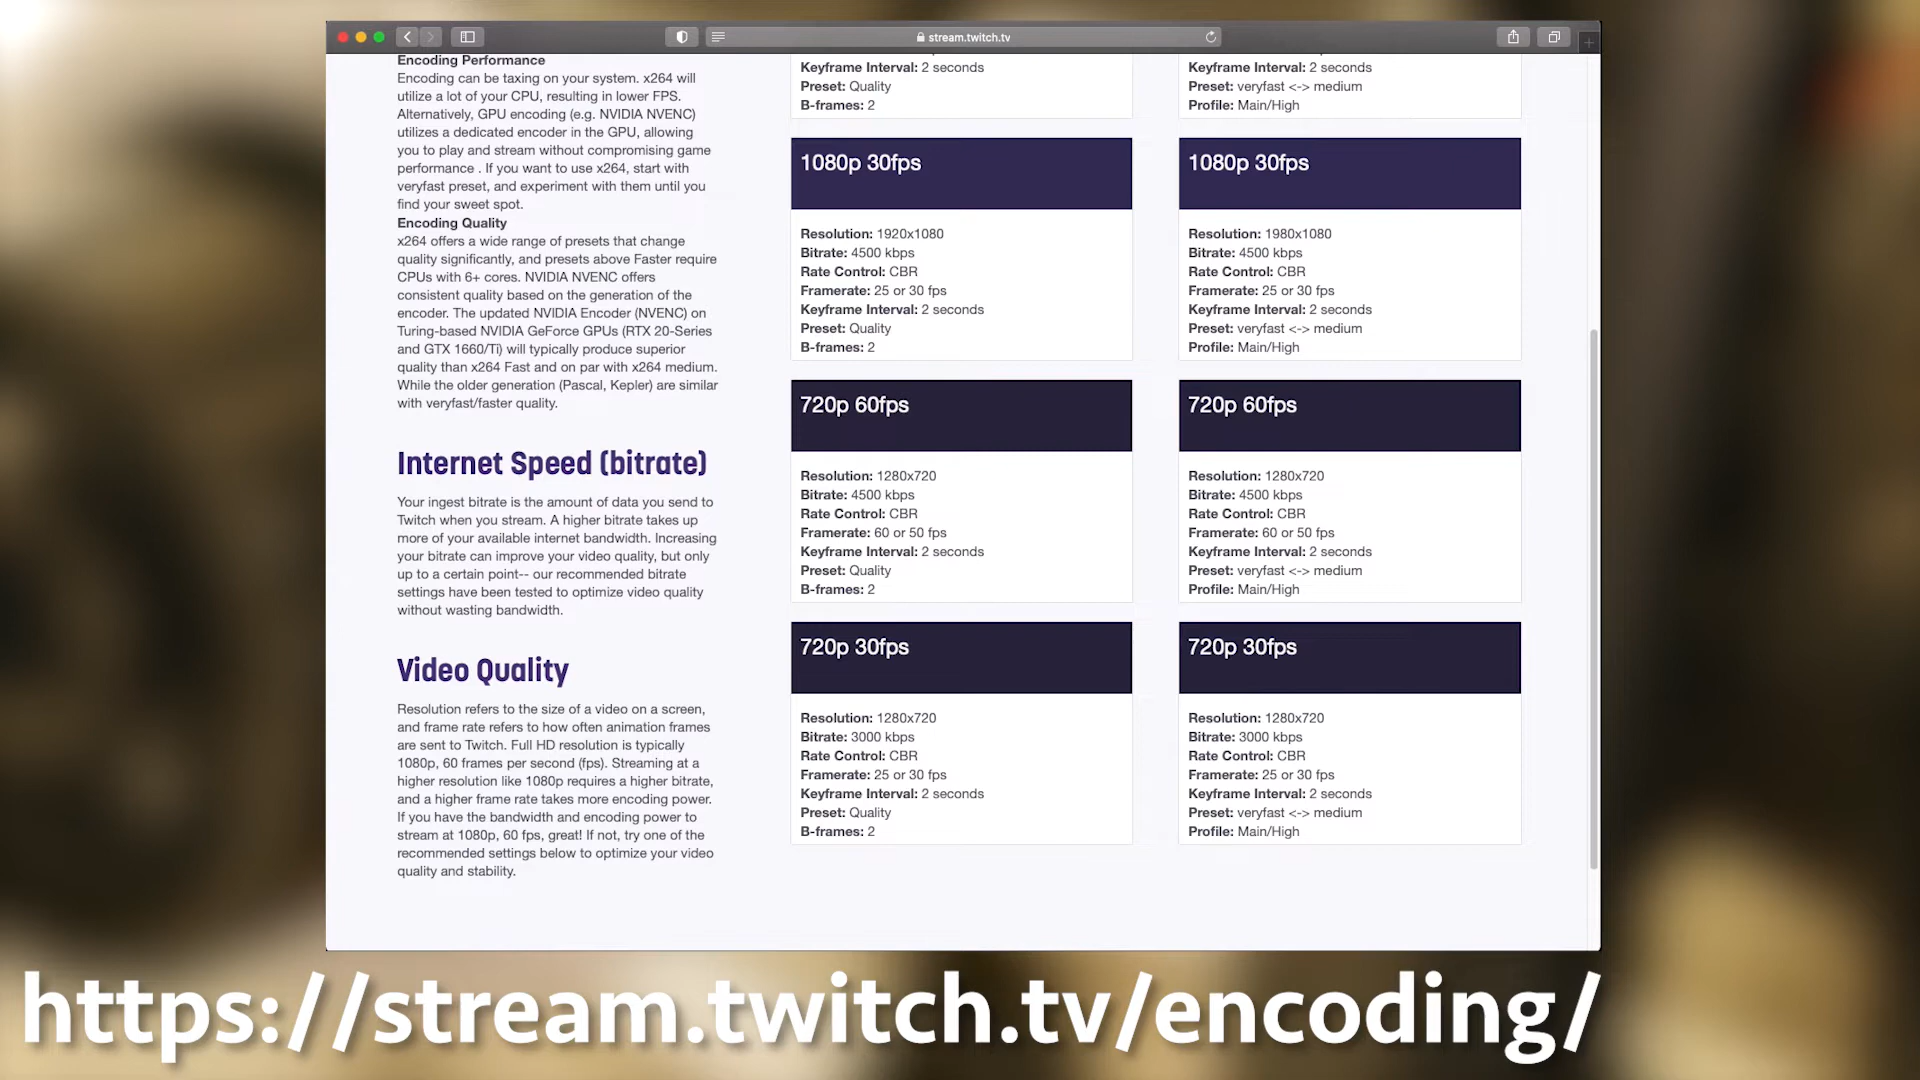 stream.twitch.tv
Encoding Performance
Encoding can be taxing on your system. x264 will
utilize a lot of your CPU, resulting in lower FPS.
Alternatively, GPU encoding (e.g. NVIDIA NVENC)
utilizes a dedicated encoder in the GPU, allowing
you to play and stream without compromising game
performance . If you want to use x264, start with
veryfast preset, and experiment with them until you
find your sweet spot.
Encoding Quality
x264 offers a wide range of presets that change
quality significantly, and presets above Faster require
CPUs with 6+ cores. NVIDIA NVENC offers
consistent quality based on the generation of the
encoder. The updated NVIDIA Encoder (NVENC) on
Turing-based NVIDIA GeForce GPUs (RTX 20-Series
and GTX 1660/Ti) will typically produce superior
quality than x264 Fast and on par with x264 medium.
While the older generation (Pascal, Kepler) are similar
with veryfast/faster quality.
Internet Speed (bitrate)
Your ingest bitrate is the amount of data you send to
Twitch when you stream. A higher bitrate takes up
more of your available internet bandwidth. Increasing
your bitrate can improve your video quality, but only
up to a certain point-- our recommended bitrate
settings have been tested to optimize video quality
without wasting bandwidth.
Video Quality
Resolution refers to the size of a video on a screen,
and frame rate refers to how often animation frames
are sent to Twitch. Full HD resolution is typically
1080p, 60 frames per second (fps). Streaming at a
higher resolution like 1080p requires a higher bitrate,
and a higher frame rate takes more encoding power.
If you have the bandwidth and encoding power to
stream at 1080p, 60 fps, great! If not, try one of the
recommended settings below to optimize your video
quality and stability.
Keyframe Interval: 2 seconds
Preset: Quality
B-frames: 2
1080p 30fps
Resolution: 1920x1080
Bitrate: 4500 kbps
Rate Control: CBR
Framerate: 25 or 30 fps
Keyframe Interval: 2 seconds
Preset: Quality
B-frames: 2
720p 60fps
Resolution: 1280x720
Bitrate: 4500 kbps
Rate Control: CBR
Framerate: 60 or 50 fps
Keyframe Interval: 2 seconds
Preset: Quality
B-frames: 2
720p 30fps
Resolution: 1280x720
Bitrate: 3000 kbps
Rate Control: CBR
Framerate: 25 or 30 fps
Keyframe Interval: 2 seconds
Preset: Quality
B-frames: 2
Keyframe Interval: 2 seconds
Preset: veryfast <-> medium
Profile: Main/High
1080p 30fps
Resolution: 1980x1080
Bitrate: 4500 kbps
Rate Control: CBR
Framerate: 25 or 30 fps
Keyframe Interval: 2 seconds
Preset: veryfast <-> medium
Profile: Main/High
720p 60fps
Resolution: 1280x720
Bitrate: 4500 kbps
Rate Control: CBR
Framerate: 60 or 50 fps
Keyframe Interval: 2 seconds
Preset: veryfast <-> medium
Profile: Main/High
720p 30fps
Resolution: 1280x720
Bitrate: 3000 kbps
Rate Control: CBR
Framerate: 25 or 30 fps
Keyframe Interval: 2 seconds
Preset: veryfast <-> medium
Profile: Main/High
https://stream.twitch.tv/encoding/